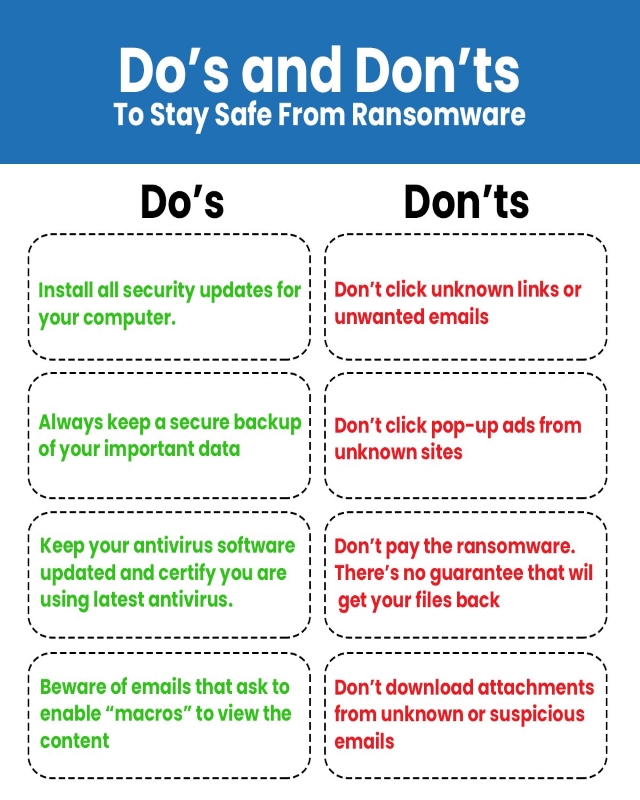 Do’s and Don’ts
To Stay Safe From Ransomware
Do’s
Don’ts
Install all security updates for
your computer.
Don’t click unknown links or
unwanted emails
Always keep a secure backup
of your important data
Don’t click pop-up ads from
unknown sites
Keep your antivirus software
updated and certify you are
using latest antivirus.
Don’t pay the ransomware.
There’s no guarantee that wil
get your files back
Beware of emails that ask to
enable “macros” to view the
content
Don’t download attachments
from unknown or suspicious
emails